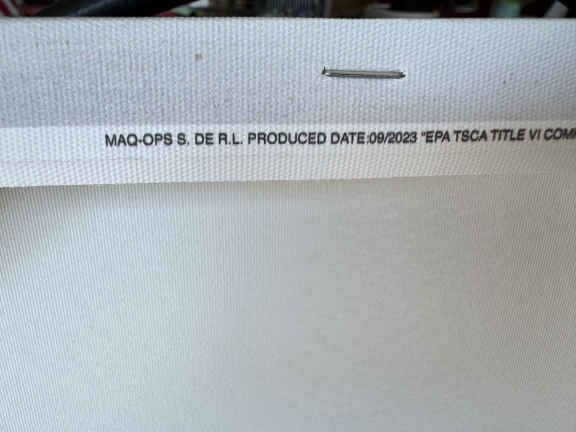 MAQ-OPS S. DE R.L. PRODUCED DATE:09/2023 "EPA TSCA TITLE VI